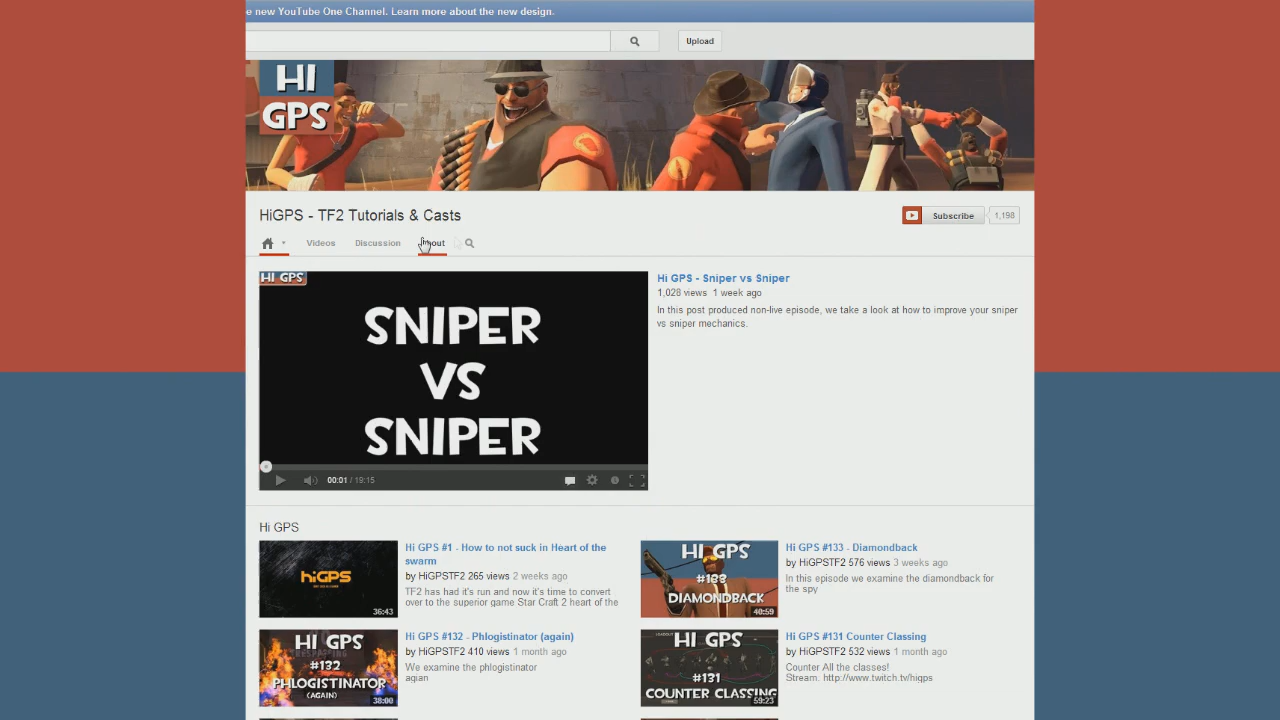 e new YouTube One Channel. Learn more about the new design.
Upload
HI
GPS
HiGPS - TF2 Tutorials & Casts
Subscribe
1,198
Videos
Discussion
About
HI GPS
SNIPER
VS
SNIPER
00:01 / 19:15
Hi GPS - Sniper vs Sniper
1,028 views 1 week ago
In this post produced non-live episode, we take a look at how to improve your sniper
vs sniper mechanics.
Hi GPS
hiGPS
36:43
Hi GPS #1 - How to not suck in Heart of the
swarm
by HiGPSTF2 265 views 2 weeks ago
TF2 has had it's run and now it's time to convert
over to the superior game Star Craft 2 heart of the
HI GPS
#133
DIAMONDBACK
40:59
Hi GPS #133 - Diamondback
by HiGPSTF2 576 views 3 weeks ago
In this episode we examine the diamondback for
the spy
HI GPS
#132
PHLOGISTINATOR
(AGAIN)
38:00
Hi GPS #132 - Phlogistinator (again)
by HiGPSTF2 410 views 1 month ago
We examine the phlogistinator
again
HI GPS
#131
COUNTER CLASSING
59:23
Hi GPS #131 Counter Classing
by HiGPSTF2 532 views 1 month ago
Counter All the classes!
Stream: http://www.twitch.tv/higps